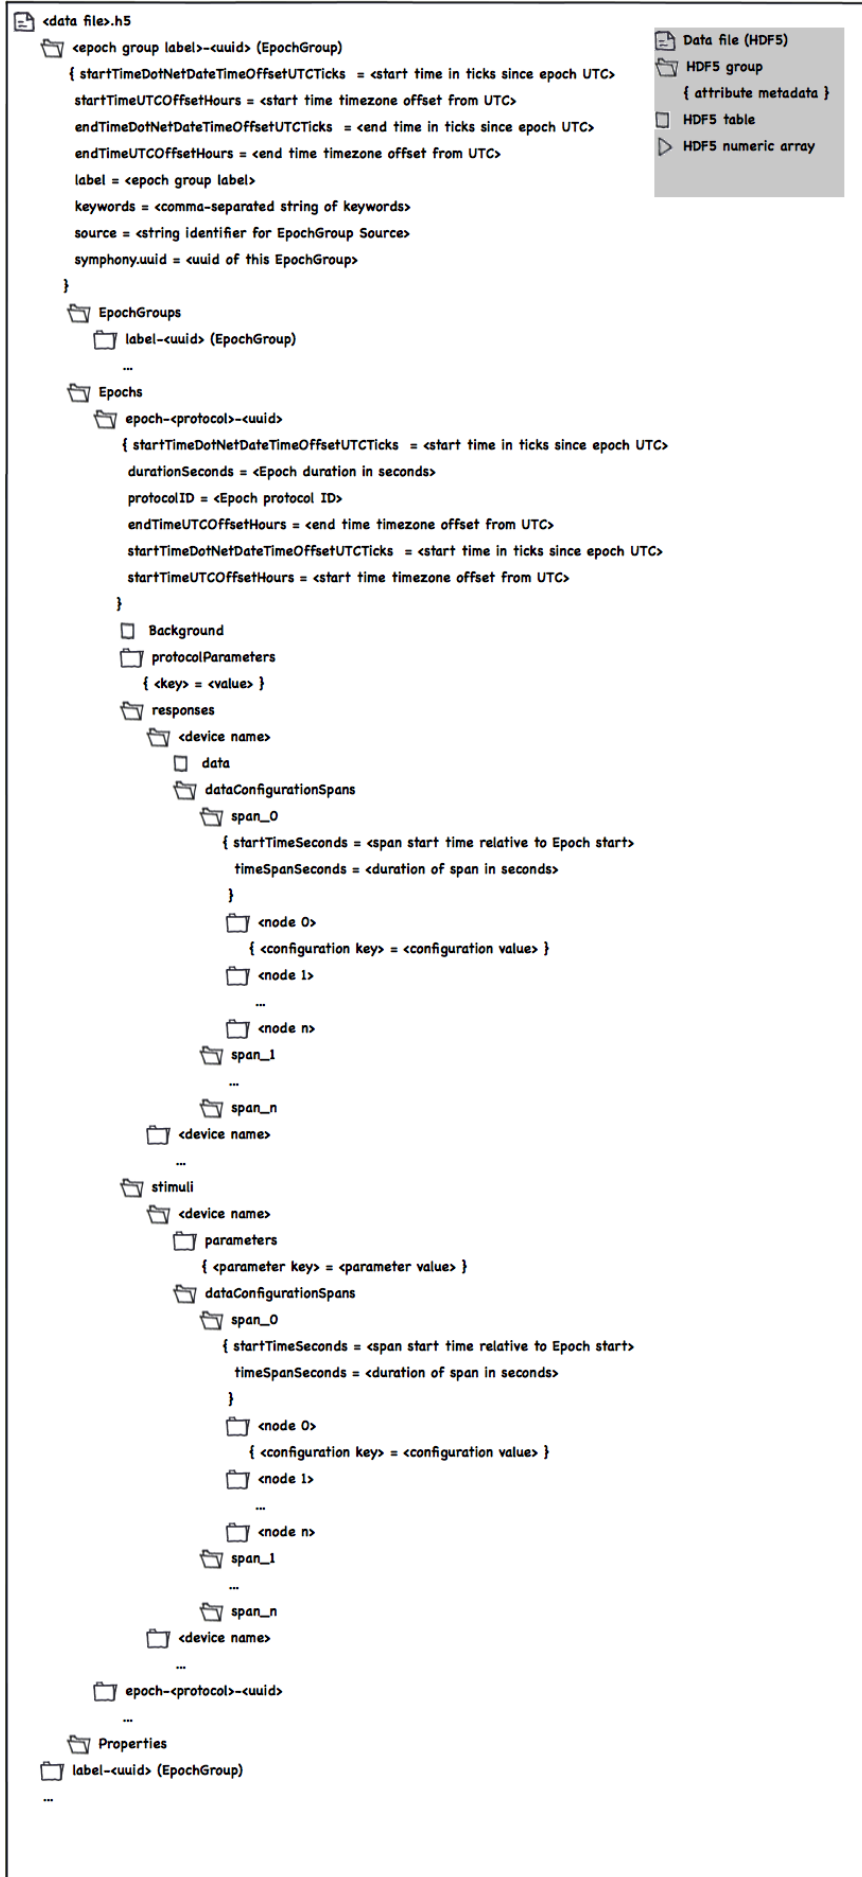 <data file>.h5
<epoch group label>-<uuid> (EpochGroup)
{ startTimeDotNetDateTimeOffsetUTCTicks = <start time in ticks since epoch UTC>
startTimeUTCOffsetHours = <start time timezone offset from UTC>
endTimeDotNetDateTimeOffsetUTCTicks = <end time in ticks since epoch UTC>
endTimeUTCOffsetHours = <end time timezone offset from UTC>
label = <epoch group label>
keywords = <comma-separated string of keywords>
source = <string identifier for EpochGroup Source>
symphony.uuid = <uuid of this EpochGroup>
}
EpochGroups
label-<uuid> (EpochGroup)
...
Epochs
epoch-<protocol>-<uuid>
{ startTimeDotNetDateTimeOffsetUTCTicks = <start time in ticks since epoch UTC>
durationSeconds = <Epoch duration in seconds>
protocolID = <Epoch protocol ID>
endTimeUTCOffsetHours = <end time timezone offset from UTC>
startTimeDotNetDateTimeOffsetUTCTicks = <start time in ticks since epoch UTC>
startTimeUTCOffsetHours = <start time timezone offset from UTC>
}
Background
protocolParameters
{ <key> = <value> }
responses
<device name>
data
dataConfigurationSpans
span_0
{ startTimeSeconds = <span start time relative to Epoch start>
timeSpanSeconds = <duration of span in seconds>
}
<node 0>
{ <configuration key> = <configuration value> }
<node 1>
...
<node n>
span_1
...
span_n
<device name>
...
stimuli
<device name>
parameters
{ <parameter key> = <parameter value> }
dataConfigurationSpans
span_0
{ startTimeSeconds = <span start time relative to Epoch start>
timeSpanSeconds = <duration of span in seconds>
}
<node 0>
{ <configuration key> = <configuration value> }
<node 1>
...
<node n>
span_1
...
span_n
<device name>
...
epoch-<protocol>-<uuid>
...
Properties
label-<uuid> (EpochGroup)
...
Data file (HDF5)
HDF5 group
{ attribute metadata }
HDF5 table
HDF5 numeric array